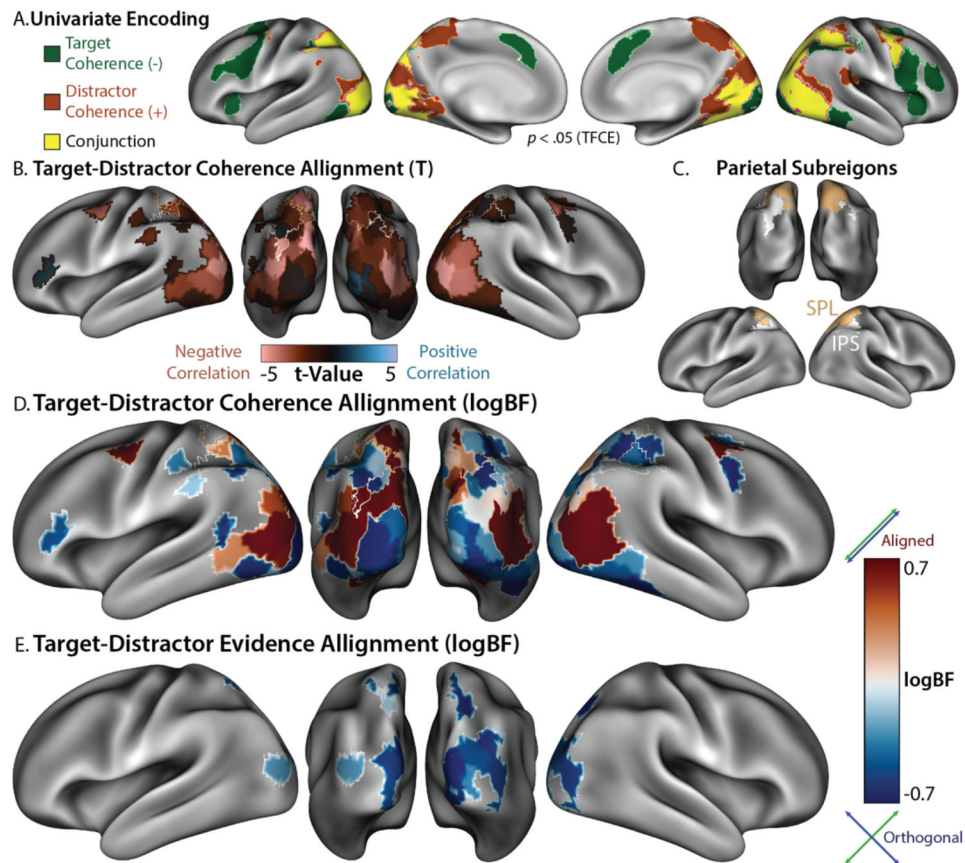 A. Univariate Encoding
Target
Coherence (-)
Distractor
Coherence (+)
Conjunction
p < .05 (TFCE)
B. Target-Distractor Coherence Allignment (T)
Negative
Correlation
-5
t-Value
5
Positive
Correlation
C. Parietal Subreigons
SPL
IPS
D. Target-Distractor Coherence Allignment (logBF)
E. Target-Distractor Evidence Allignment (logBF)
Aligned
0.7
logBF
-0.7
Orthogonal